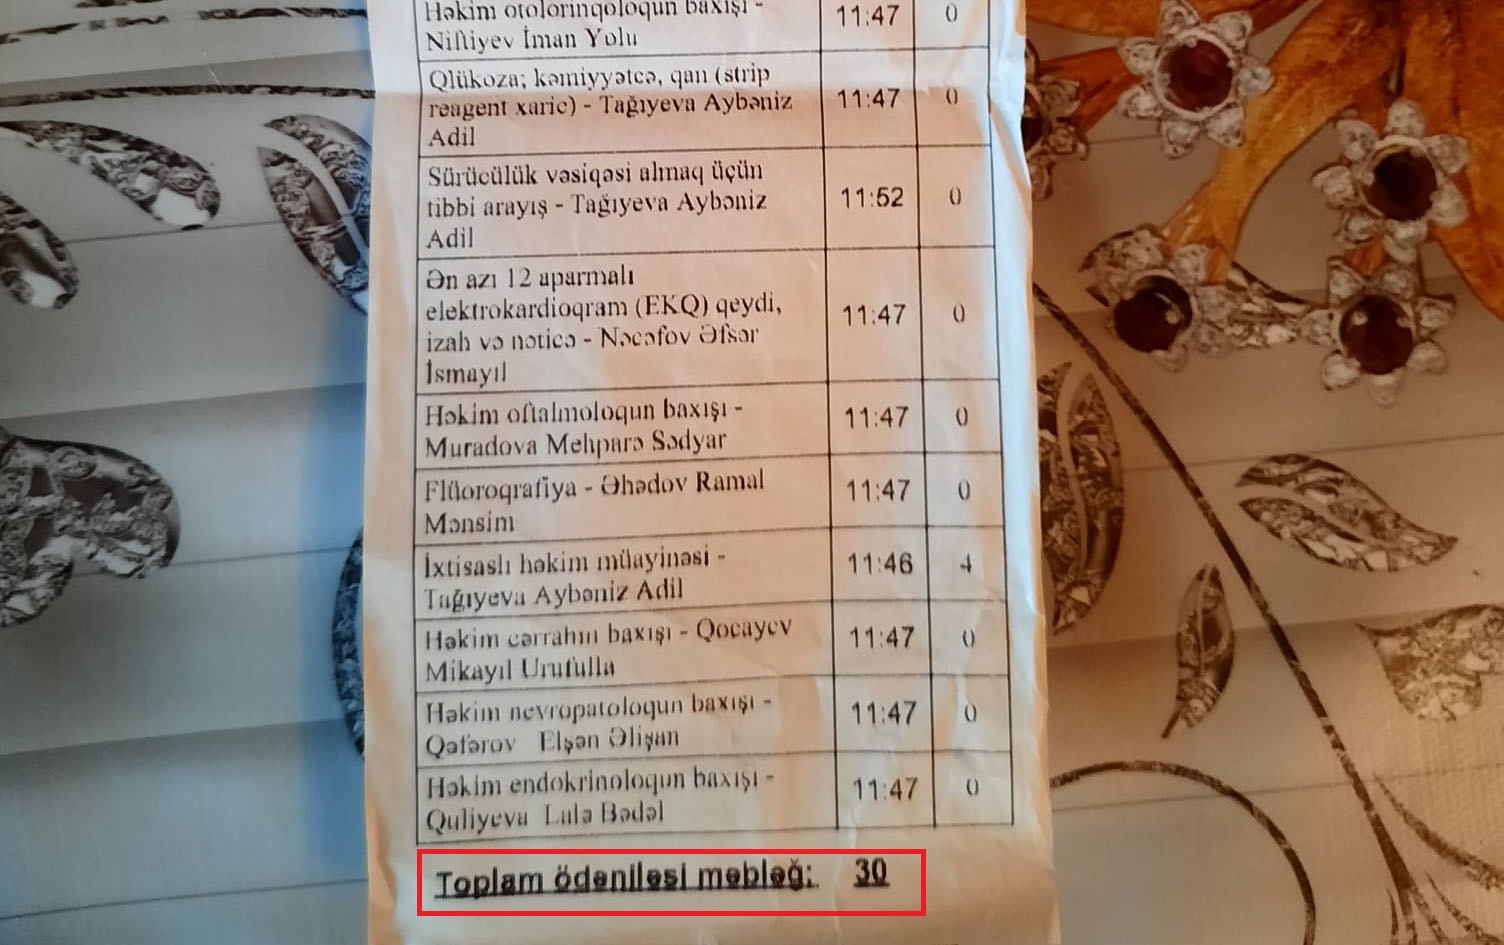 Həkim otolorinqoloqun baxışı - 11:47 0
Niftiyev İman Yolu
Qlükoza; kəmiyyətcə, qan (strip
reagent xaric) - Tağıyeva Aybəniz 11:47 0
Adil
Sürücülük vəsiqəsi almaq üçün
tibbi arayış - Tağıyeva Aybəniz 11:52 0
Adil
Ən azı 12 aparmalı
elektrokardioqram (EKQ) qeydi, 11:47 0
izah və nəticə - Nəcəfov Əfsər
İsmayıl
Həkim oftalmoloqun baxışı - 11:47 0
Muradova Mehparə Sədyar
Flüoroqrafiya - Əhədov Ramal 11:47 0
Mənsim
İxtisaslı həkim müayinəsi - 11:46 4
Tağıyeva Aybəniz Adil
Həkim cərrahın baxışı - Qocayev 11:47 0
Mikayıl Urufulla
Həkim nevropatoloqun baxışı - 11:47 0
Qəfərov Elşən Əlişan
Həkim endokrinoloqun baxışı - 11:47 0
Quliyeva Lalə Bədəl
Toplam ödəniləsi məbləğ: 30